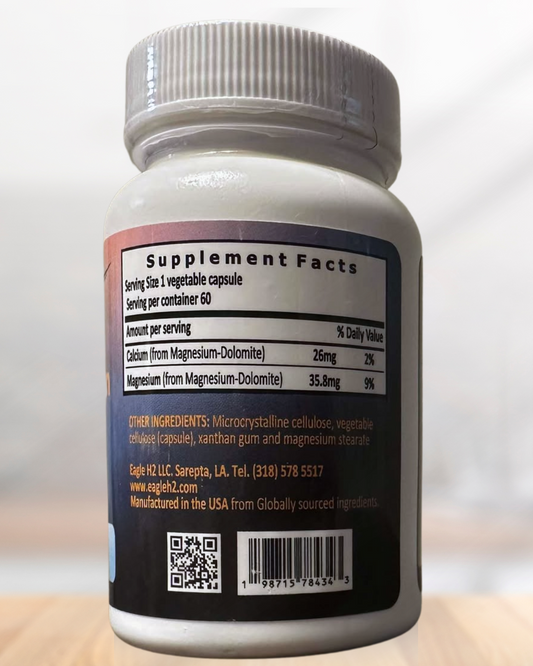 Supplement Facts
Serving Size 1 vegetable capsule
Serving per container 60
Amount per serving % Daily Value
Calcium (from Magnesium-Dolomite) 26mg 2%
Magnesium (from Magnesium-Dolomite) 35.8mg 9%
OTHER INGREDIENTS: Microcrystalline cellulose, vegetable
cellulose (capsule), xanthan gum and magnesium stearate
Eagle H2 LLC. Sarepta, LA. Tel. (318) 578 5517
www.eagleh2.com
Manufactured in the USA from Globally sourced ingredients.
1 98715 78434 3